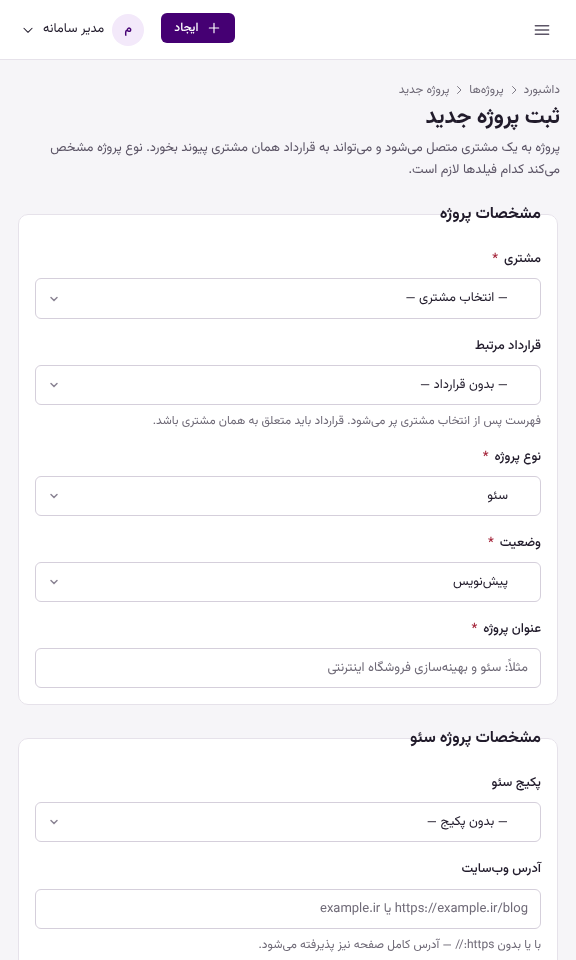 ایجاد
م
مدیر سامانه
داشبورد
پروژه‌ها
پروژه جدید
ثبت پروژه جدید
پروژه به یک مشتری متصل می‌شود و می‌تواند به قرارداد همان مشتری پیوند بخورد. نوع پروژه مشخص
می‌کند کدام فیلدها لازم است.
مشخصات پروژه
مشتری *
— انتخاب مشتری —
قرارداد مرتبط
— بدون قرارداد —
فهرست پس از انتخاب مشتری پر می‌شود. قرارداد باید متعلق به همان مشتری باشد.
نوع پروژه *
سئو
وضعیت *
پیش‌نویس
عنوان پروژه *
مثلاً: سئو و بهینه‌سازی فروشگاه اینترنتی
مشخصات پروژه سئو
پکیج سئو
— بدون پکیج —
آدرس وب‌سایت
https://example.ir/blog یا example.ir
با یا بدون https:// — آدرس کامل صفحه نیز پذیرفته می‌شود.